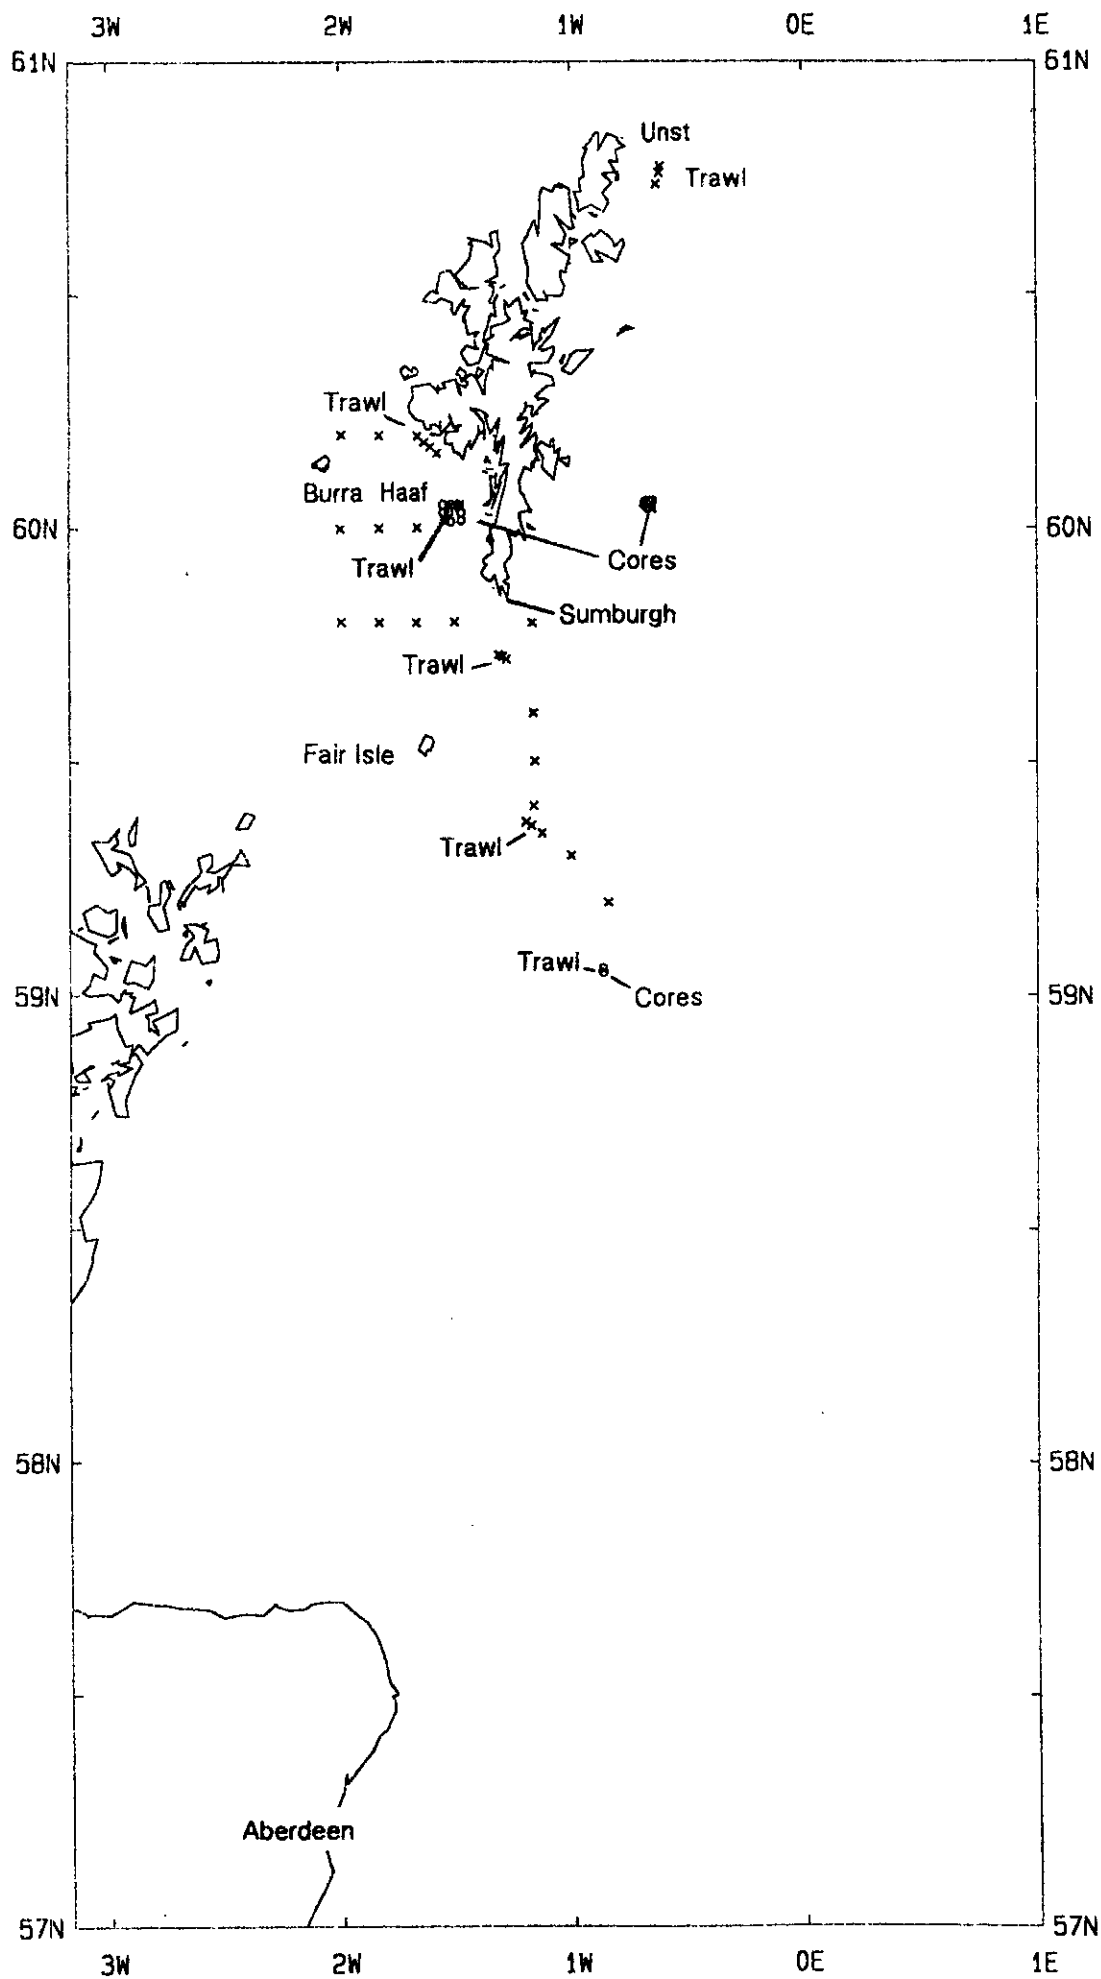 3W 2W 1W 0E 1E
61N 61N
Unst
Trawl
Trawl
Burra Haaf
60N 60N
Cores
Trawl
Sumburgh
Trawl
Fair Isle
Trawl
Trawl
59N 59N
Cores
58N 58N
Aberdeen
57N 57N
3W 2W 1W 0E 1E